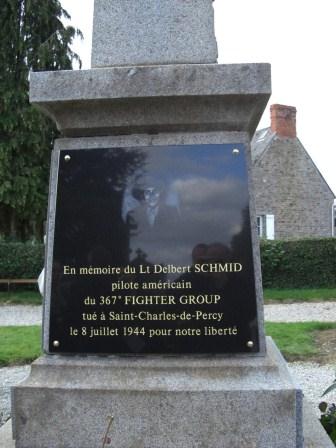 En mémoire du Lt Delbert SCHMID
pilote américain
du 367° FIGHTER GROUP
tué à Saint-Charles-de-Percy
le 8 juillet 1944 pour notre liberté